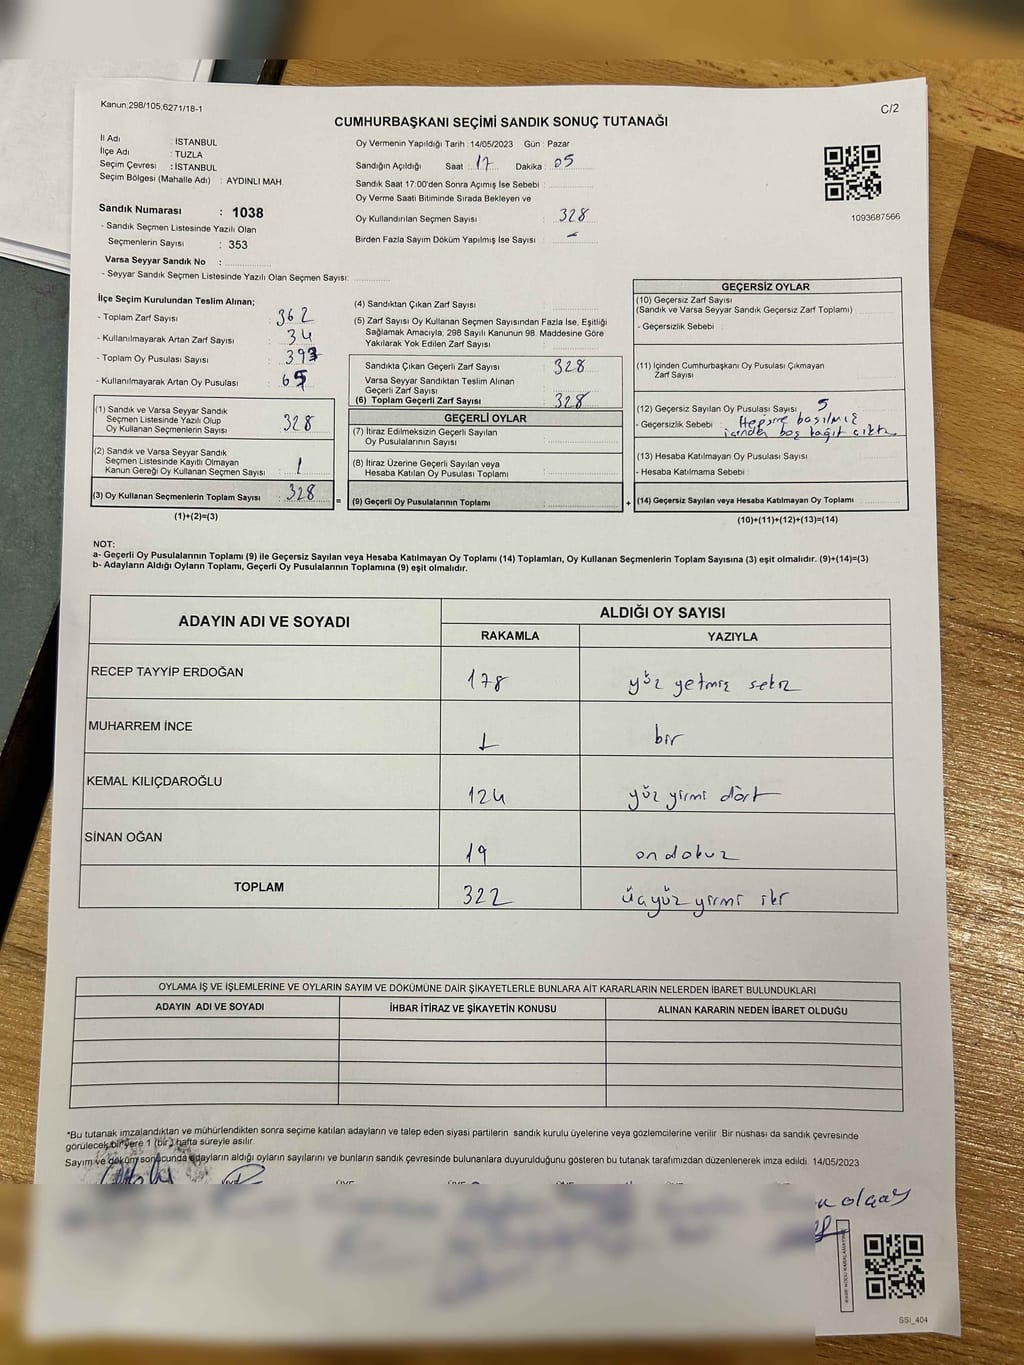 Kanun;298/105,6271/18-1
C/2
CUMHURBAŞKANI SEÇİMİ SANDIK SONUÇ TUTANAĞI
İl Adı : İSTANBUL
İlçe Adı : TUZLA
Seçim Çevresi : İSTANBUL
Seçim Bölgesi (Mahalle Adı) : AYDINLI MAH.
Oy Vermenin Yapıldığı Tarih : 14/05/2023 Gün : Pazar
Sandığın Açıldığı Saat : 17 Dakika : 05
Sandık Saat 17:00'den Sonra Açımış İse Sebebi :
Oy Verme Saati Bitiminde Sırada Bekleyen ve
Oy Kullandırılan Seçmen Sayısı : 328
Birden Fazla Sayım Döküm Yapılmış İse Sayısı : -
1093687566
Sandık Numarası : 1038
- Sandık Seçmen Listesinde Yazılı Olan
Seçmenlerin Sayısı : 353
Varsa Seyyar Sandık No :
- Seyyar Sandık Seçmen Listesinde Yazılı Olan Seçmen Sayısı:
İlçe Seçim Kurulundan Teslim Alınan;
- Toplam Zarf Sayısı : 362
- Kullanılmayarak Artan Zarf Sayısı : 34
- Toplam Oy Pusulası Sayısı : 393
- Kullanılmayarak Artan Oy Pusulası : 65
(1) Sandık ve Varsa Seyyar Sandık
Seçmen Listesinde Yazılı Olup
Oy Kullanan Seçmenlerin Sayısı : 328
(2) Sandık ve Varsa Seyyar Sandık
Seçmen Listesinde Kayıtlı Olmayan
Kanun Gereği Oy Kullanan Seçmen Sayısı : 1
(3) Oy Kullanan Seçmenlerin Toplam Sayısı : 328
(1)+(2)=(3)
=
(4) Sandıktan Çıkan Zarf Sayısı
(5) Zarf Sayısı Oy Kullanan Seçmen Sayısından Fazla İse, Eşitliği
Sağlamak Amacıyla, 298 Sayılı Kanunun 98. Maddesine Göre
Yakılarak Yok Edilen Zarf Sayısı :
Sandıkta Çıkan Geçerli Zarf Sayısı : 328
Varsa Seyyar Sandıktan Teslim Alınan
Geçerli Zarf Sayısı :
(6) Toplam Geçerli Zarf Sayısı : 328
GEÇERLİ OYLAR
(7) İtiraz Edilmeksizin Geçerli Sayılan
Oy Pusulalarının Sayısı :
(8) İtiraz Üzerine Geçerli Sayılan veya
Hesaba Katılan Oy Pusulası Toplamı :
(9) Geçerli Oy Pusulalarının Toplamı :
+
GEÇERSİZ OYLAR
(10) Geçersiz Zarf Sayısı
(Sandık ve Varsa Seyyar Sandık Geçersiz Zarf Toplamı) :
- Geçersizlik Sebebi :
(11) İçinden Cumhurbaşkanı Oy Pusulası Çıkmayan
Zarf Sayısı
(12) Geçersiz Sayılan Oy Pusulası Sayısı : 5
- Geçersizlik Sebebi : Hepsine basılmış
içinden boş kağıt çıktı
(13) Hesaba Katılmayan Oy Pusulası Sayısı :
- Hesaba Katılmama Sebebi :
(14) Geçersiz Sayılan veya Hesaba Katılmayan Oy Toplamı :
(10)+(11)+(12)+(13)=(14)
NOT:
a- Geçerli Oy Pusulalarının Toplamı (9) ile Geçersiz Sayılan veya Hesaba Katılmayan Oy Toplamı (14) Toplamları, Oy Kullanan Seçmenlerin Toplam Sayısına (3) eşit olmalıdır. (9)+(14)=(3)
b- Adayların Aldığı Oyların Toplamı, Geçerli Oy Pusulalarının Toplamına (9) eşit olmalıdır.
ADAYIN ADI VE SOYADI
ALDIĞI OY SAYISI
RAKAMLA YAZIYLA
RECEP TAYYİP ERDOĞAN 178 yüz yetmiş sekiz
MUHARREM İNCE 1 bir
KEMAL KILIÇDAROĞLU 124 yüz yirmi dört
SİNAN OĞAN 19 on dokuz
TOPLAM 322 üçyüz yirmi iki
OYLAMA İŞ VE İŞLEMLERİNE VE OYLARIN SAYIM VE DÖKÜMÜNE DAİR ŞİKAYETLERLE BUNLARA AİT KARARLARIN NELERDEN İBARET BULUNDUKLARI
ADAYIN ADI VE SOYADI İHBAR İTİRAZ VE ŞİKAYETİN KONUSU ALINAN KARARIN NEDEN İBARET OLDUĞU
*Bu tutanak imzalandıktan ve mühürlendikten sonra seçime katılan adayların ve talep eden siyasi partilerin sandık kurulu üyelerine veya gözlemcilerine verilir Bir nüshası da sandık çevresinde
görülecek bir yere 1 (bir) hafta süreyle asılır.
Sayım ve döküm sonucunda adayların aldığı oyların sayılarını ve bunların sandık çevresinde bulunanlara duyurulduğunu gösteren bu tutanak tarafımızdan düzenlenerek imza edildi. 14/05/2023
olgay
SSI_404